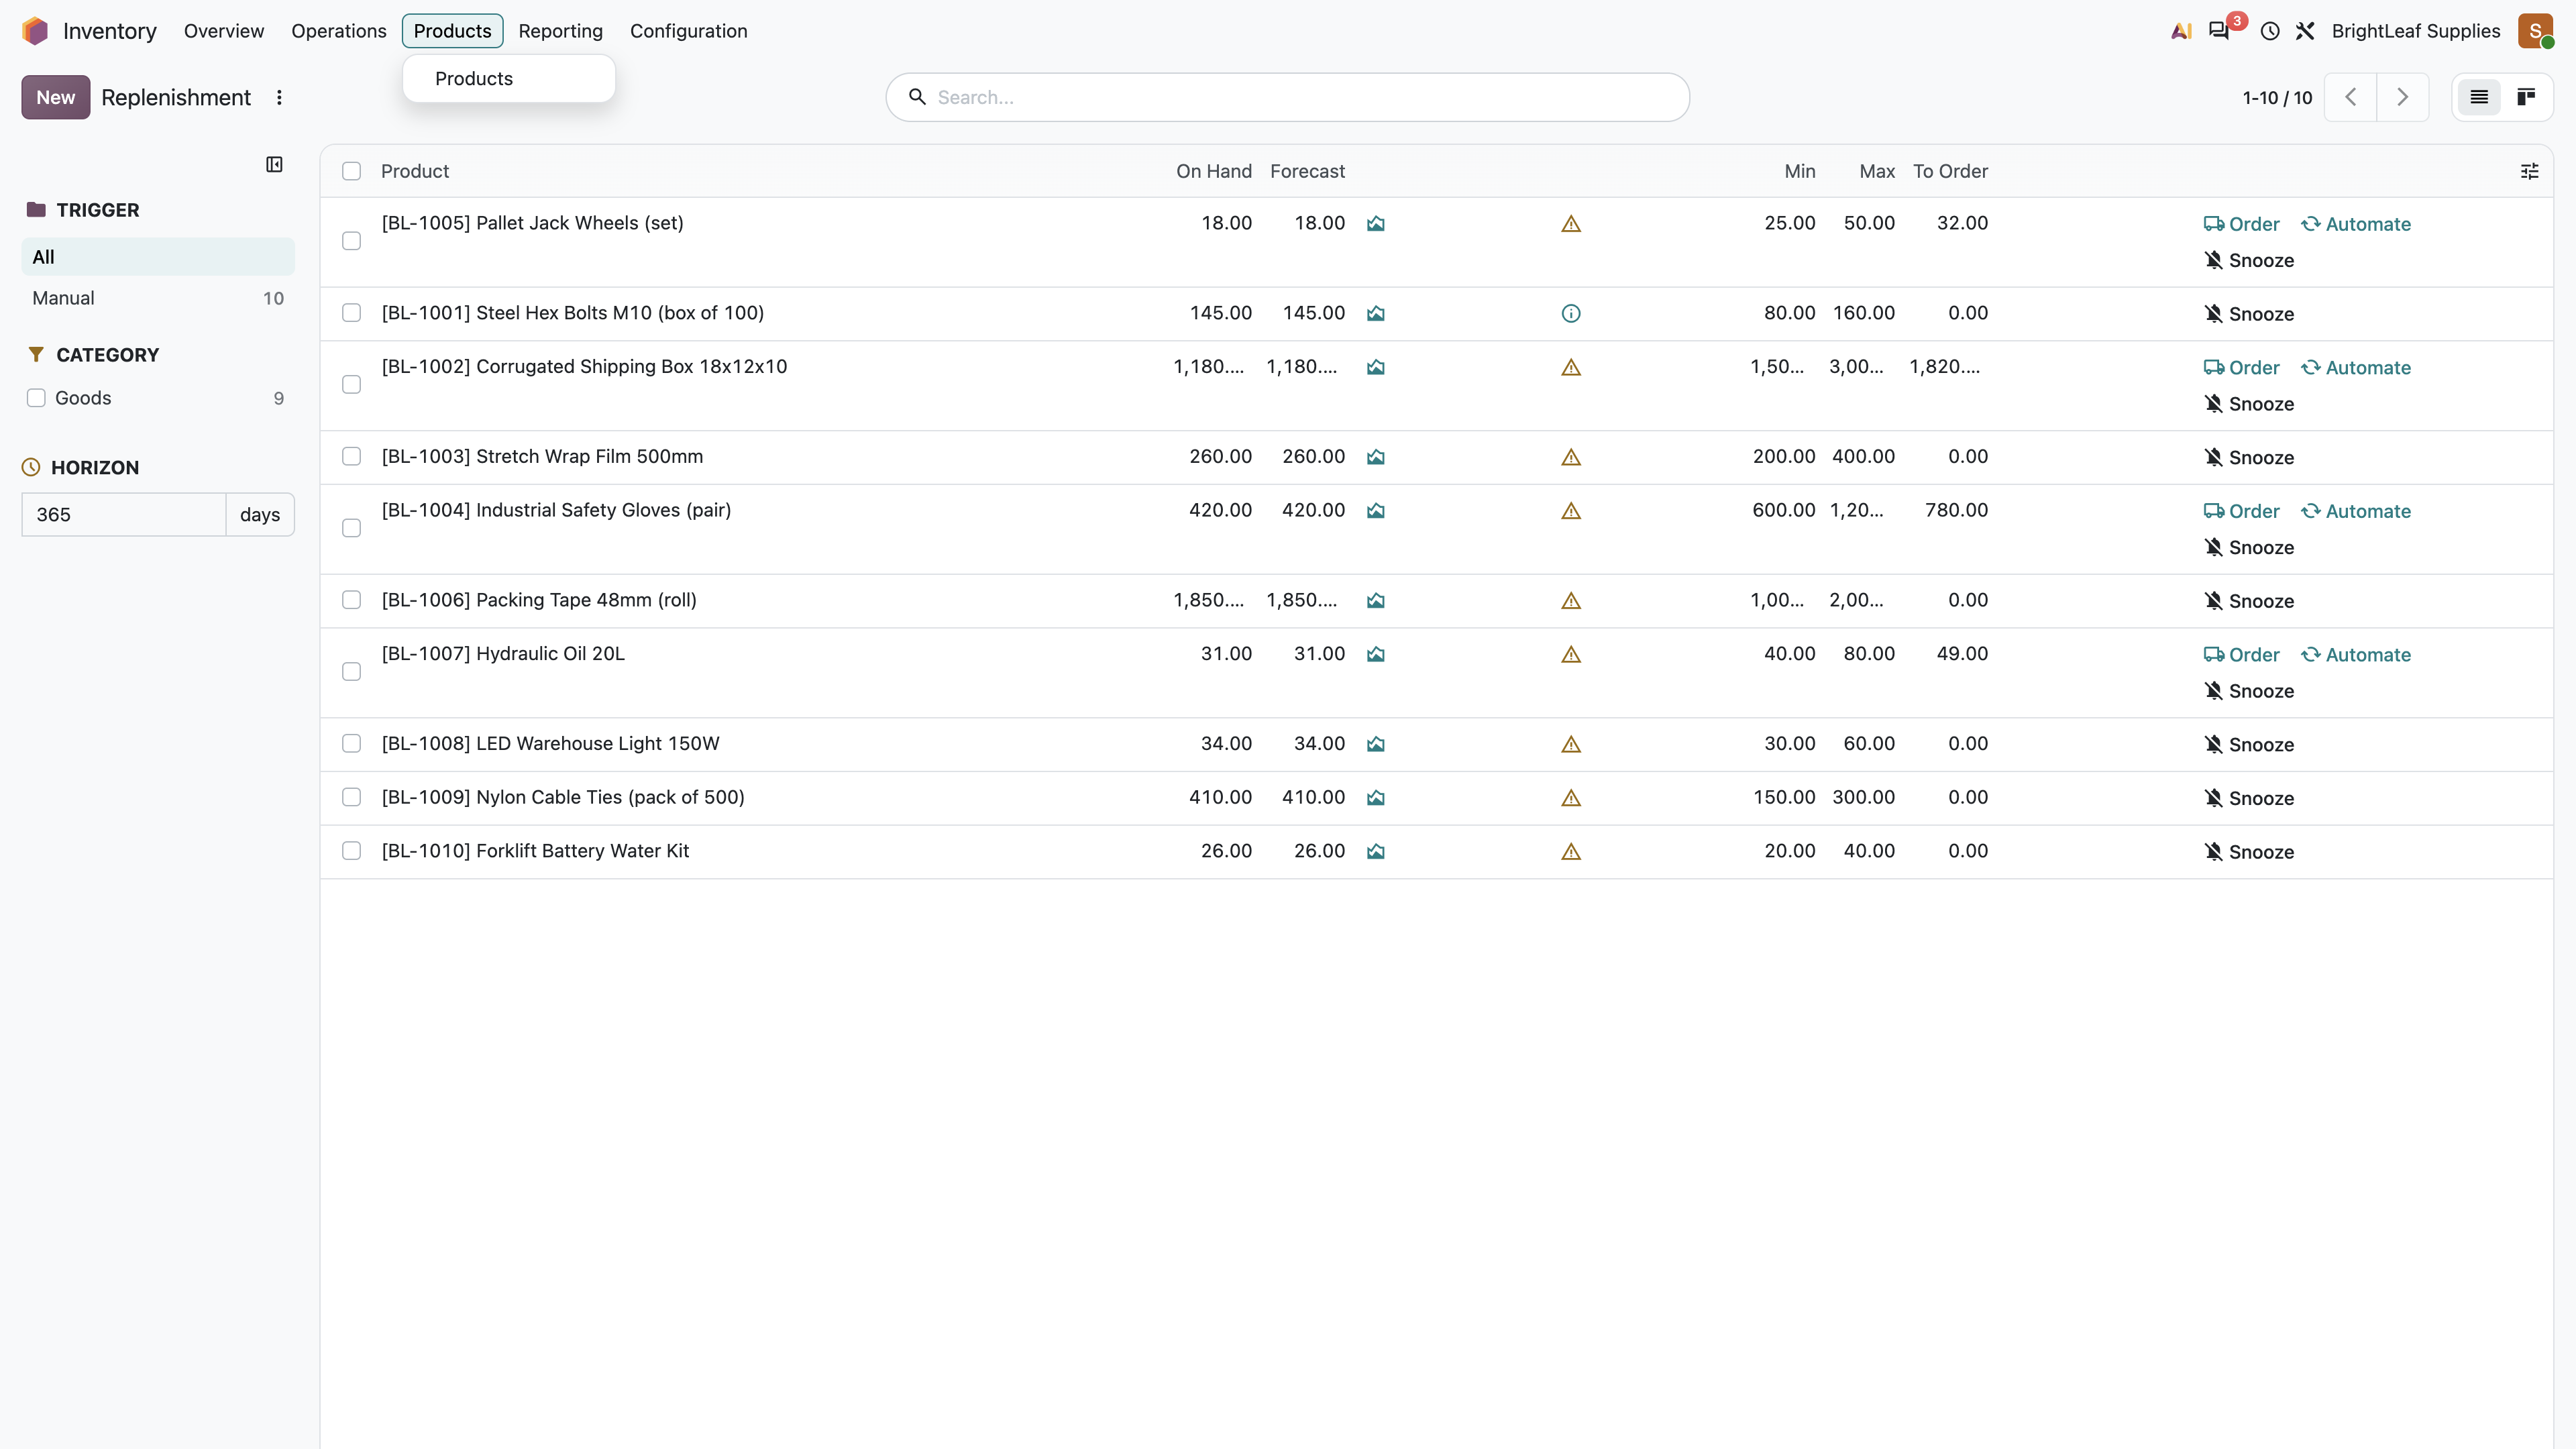 Inventory Overview Operations Products Reporting Configuration AI 3 BrightLeaf Supplies S
Products
New Replenishment Search... 1-10 / 10
Product On Hand Forecast Min Max To Order
TRIGGER
All
Manual 10
CATEGORY
Goods 9
HORIZON
365 days
[BL-1005] Pallet Jack Wheels (set) 18.00 18.00 25.00 50.00 32.00 Order Automate
Snooze
[BL-1001] Steel Hex Bolts M10 (box of 100) 145.00 145.00 80.00 160.00 0.00 Snooze
[BL-1002] Corrugated Shipping Box 18x12x10 1,180.... 1,180.... 1,50... 3,00... 1,820.... Order Automate
Snooze
[BL-1003] Stretch Wrap Film 500mm 260.00 260.00 200.00 400.00 0.00 Snooze
[BL-1004] Industrial Safety Gloves (pair) 420.00 420.00 600.00 1,20... 780.00 Order Automate
Snooze
[BL-1006] Packing Tape 48mm (roll) 1,850.... 1,850.... 1,00... 2,00... 0.00 Snooze
[BL-1007] Hydraulic Oil 20L 31.00 31.00 40.00 80.00 49.00 Order Automate
Snooze
[BL-1008] LED Warehouse Light 150W 34.00 34.00 30.00 60.00 0.00 Snooze
[BL-1009] Nylon Cable Ties (pack of 500) 410.00 410.00 150.00 300.00 0.00 Snooze
[BL-1010] Forklift Battery Water Kit 26.00 26.00 20.00 40.00 0.00 Snooze